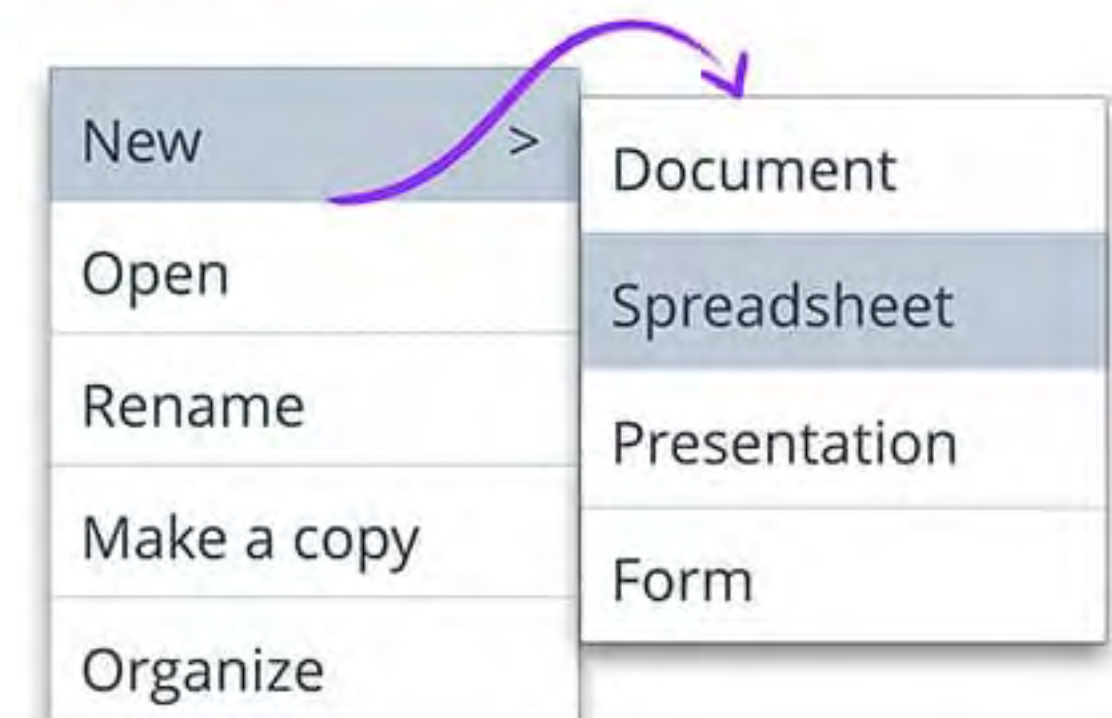 New >
Open
Rename
Make a copy
Organize
Document
Spreadsheet
Presentation
Form